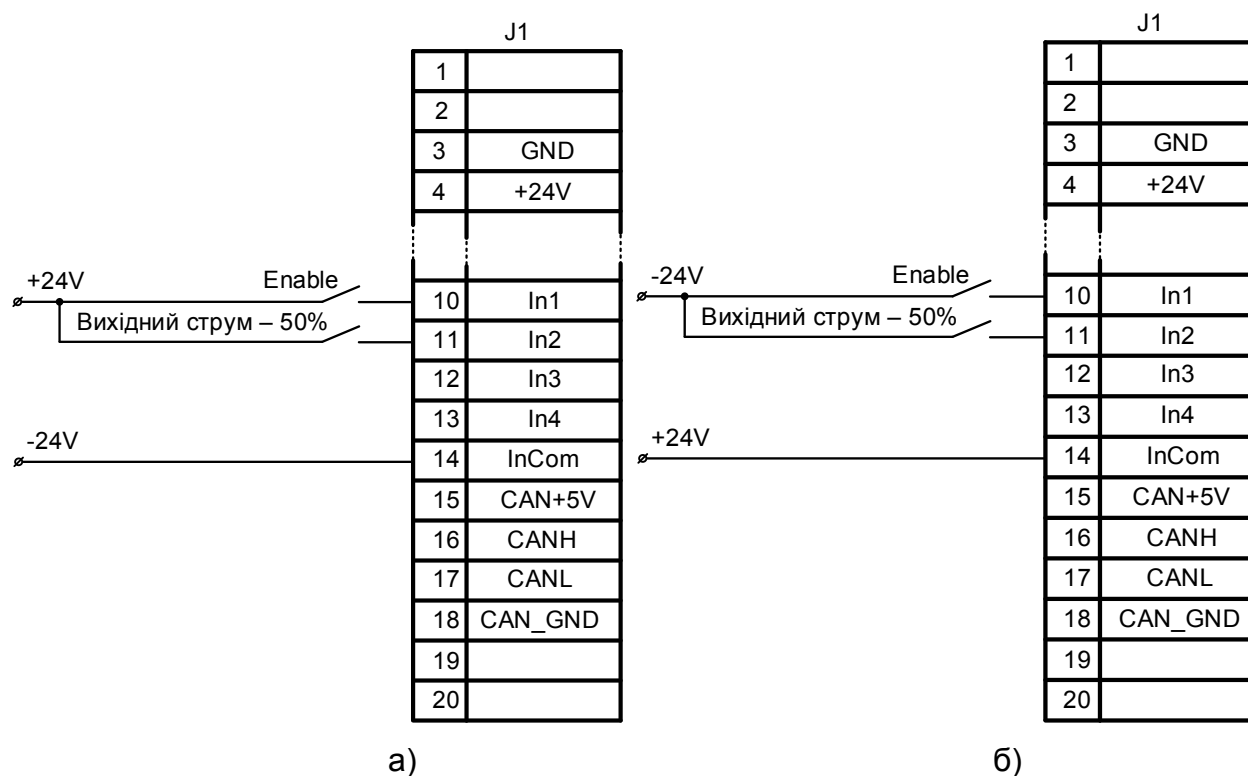 J1
1
2
3 GND
4 +24V
+24V
Enable
10 In1
Вихідний струм – 50%
11 In2
12 In3
13 In4
-24V
14 InCom
15 CAN+5V
16 CANH
17 CANL
18 CAN_GND
19
20
а)
J1
1
2
3 GND
4 +24V
-24V
Enable
10 In1
Вихідний струм – 50%
11 In2
12 In3
13 In4
+24V
14 InCom
15 CAN+5V
16 CANH
17 CANL
18 CAN_GND
19
20
б)